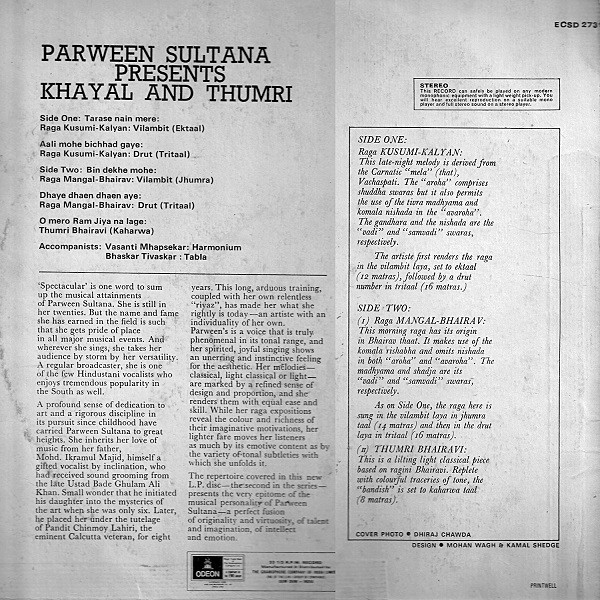 ECSD 273
PARWEEN SULTANA
PRESENTS
KHAYAL AND THUMRI
Side One: Tarase nain mere:
Raga Kusumi-Kalyan: Vilambit (Ektaal)
Aali mohe bichhad gaye:
Raga Kusumi-Kalyan: Drut (Tritaal)
Side Two: Bin dekhe mohe:
Raga Mangal-Bhairav: Vilambit (Jhumra)
Dhaye dhaen dhaen aye:
Raga Mangal-Bhairav: Drut (Tritaal)
O mero Ram Jiya na lage:
Thumri Bhairavi (Kaharwa)
Accompanists: Vasanti Mhapsekar: Harmonium
Bhaskar Tivaskar : Tabla
'Spectacular' is one word to sum
up the musical attainments
of Parween Sultana. She is still in
her twenties. But the name and fame
she has earned in the field is such
that she gets pride of place
in all major musical events. And
wherever she sings, she takes her
audience by storm by her versatility.
A regular broadcaster, she is one
of the few Hindustani vocalists who
enjoys tremendous popularity in
the South as well.
A profound sense of dedication to
art and a rigorous discipline in
its pursuit since childhood have
carried Parween Sultana to great
heights. She inherits her love of
music from her father,
Mohd. Ikramul Majid, himself a
gifted vocalist by inclination, who
had received sound grooming from
the late Ustad Bade Ghulam Ali
Khan. Small wonder that he initiated
his daughter into the mysteries of
the art when she was only six. Later,
he placed her under the tutelage
of Pandit Chinmoy Lahiri, the
eminent Calcutta veteran, for eight
years. This long, arduous training,
coupled with her own relentless
"riyaz", has made her what she
rightly is today—an artiste with an
individuality of her own.
Parween's is a voice that is truly
phenomenal in its tonal range, and
her spirited, joyful singing shows
an unerring and instinctive feeling
for the aesthetic. Her melodies—
classical, light classical or light—
are marked by a refined sense of
design and proportion, and she
renders them with equal ease and
skill. While her raga expositions
reveal the colour and richness of
their imaginative motivations, her
lighter fare moves her listeners
as much by its emotive content as by
the variety of tonal subtleties with
which she unfolds it.
The repertoire covered in this new
L.P. disc—the second in the series—
presents the very epitome of the
musical personality of Parween
Sultana—a perfect fusion
of originality and virtuosity, of talent
and imagination, of intellect
and emotion.
ODEON
STEREO
This RECORD can safely be played on any modern
monophonic equipment with a light weight pick-up. You
will hear excellent reproduction on a suitable mono
player and full stereo sound on a stereo player.
SIDE ONE:
Raga KUSUMI-KALYAN:
This late-night melody is derived from
the Carnatic "mela" (that),
Vachaspati. The "aroha" comprises
shuddha swaras but it also permits
the use of the tivra madhyama and
komala nishada in the "avaroha".
The gandhara and nishada are the
"vadi" and "samvadi" swaras,
respectively.
The artiste first renders the raga
in the vilambit laya, set to ektaal
(12 matras), followed by a drut
number in tritaal (16 matras.)
SIDE TWO:
(1) Raga MANGAL-BHAIRAV:
This morning raga has its origin
in Bhairav thaat. It makes use of the
komala rishabha and omits nishada
in both "aroha" and "avaroha". The
madhyama and shadja are its
"vadi" and "samvadi" swaras,
respectively.
As on Side One, the raga here is
sung in the vilambit laya in jhumra
taal (14 matras) and then in the drut
laya in tritaal (16 matras).
(2) THUMRI BHAIRAVI:
This is a lilting light classical piece
based on ragini Bhairavi. Replete
with colourful traceries of tone, the
"bandish" is set to kaharwa taal
(8 matras).
COVER PHOTO ● DHIRAJ CHAWDA
DESIGN ● MOHAN WAGH & KAMAL SHEDGE
PRINTWELL